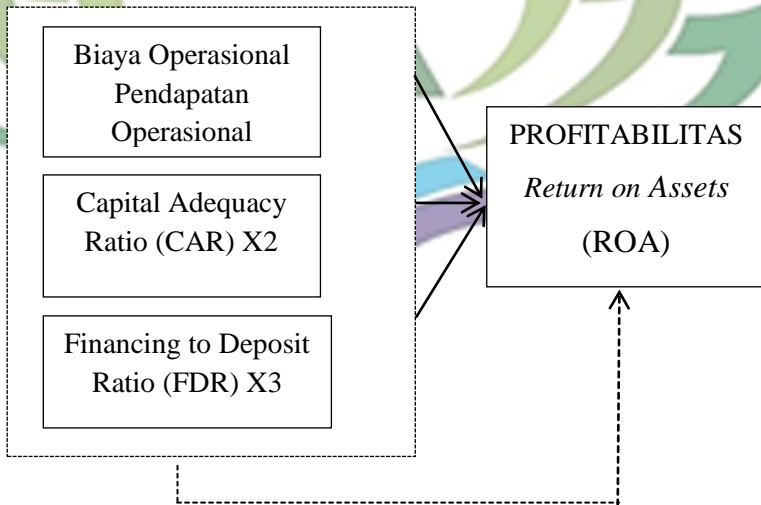 Biaya Operasional
Pendapatan
Operasional
Capital Adequacy
Ratio (CAR) X2
Financing to Deposit
Ratio (FDR) X3
PROFITABILITAS
Return on Assets
(ROA)